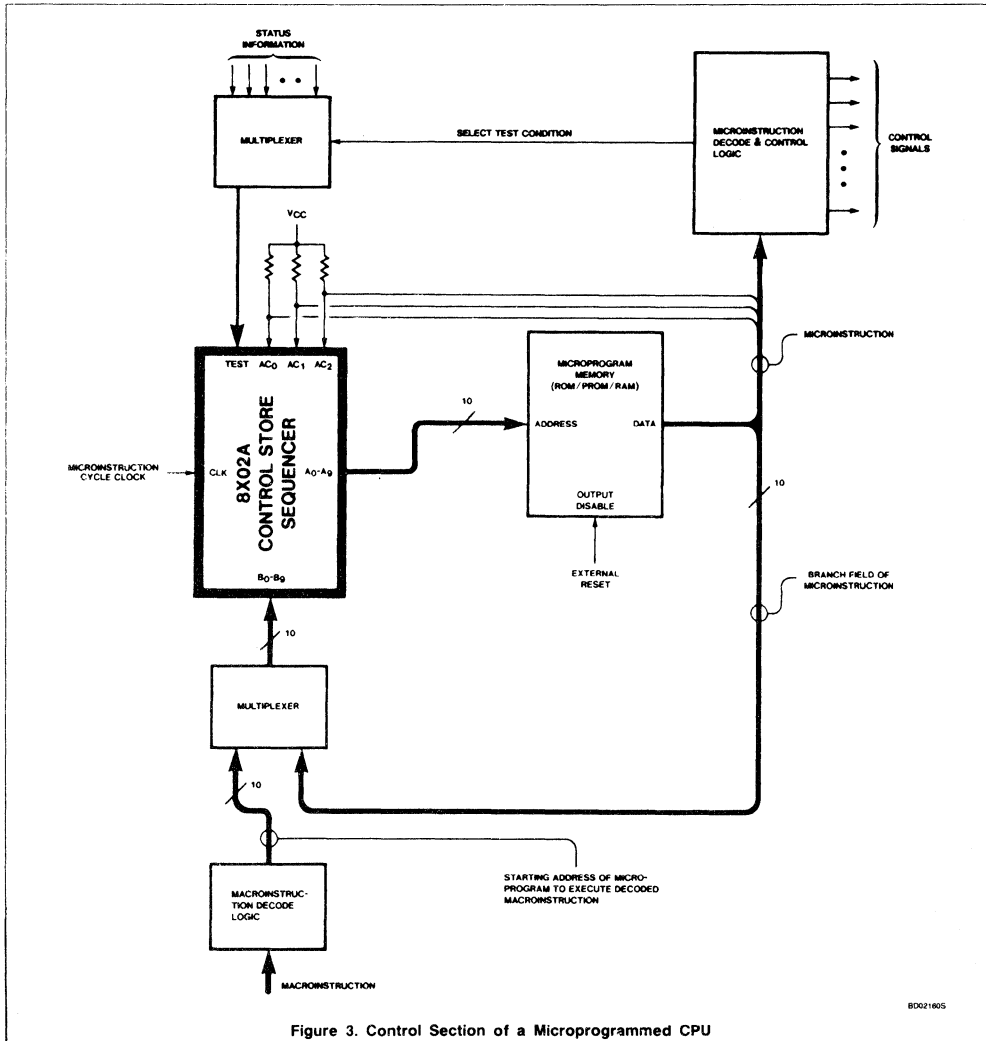 STATUS
INFORMATION
MULTIPLEXER
SELECT TEST CONDITION
MICROINSTRUCTION
DECODE & CONTROL
LOGIC
CONTROL
SIGNALS
VCC
TEST AC0 AC1 AC2
MICROINSTRUCTION
CYCLE CLOCK
CLK
8X02A
CONTROL STORE
SEQUENCER
A0-A9
B0-B9
10
MICROPROGRAM
MEMORY
(ROM/PROM/RAM)
ADDRESS DATA
OUTPUT
DISABLE
EXTERNAL
RESET
MICROINSTRUCTION
10
BRANCH FIELD OF
MICROINSTRUCTION
10
MULTIPLEXER
10
STARTING ADDRESS OF MICRO-
PROGRAM TO EXECUTE DECODED
MACROINSTRUCTION
MACROINSTRUC-
TION DECODE
LOGIC
MACROINSTRUCTION
BD02160S
Figure 3. Control Section of a Microprogrammed CPU